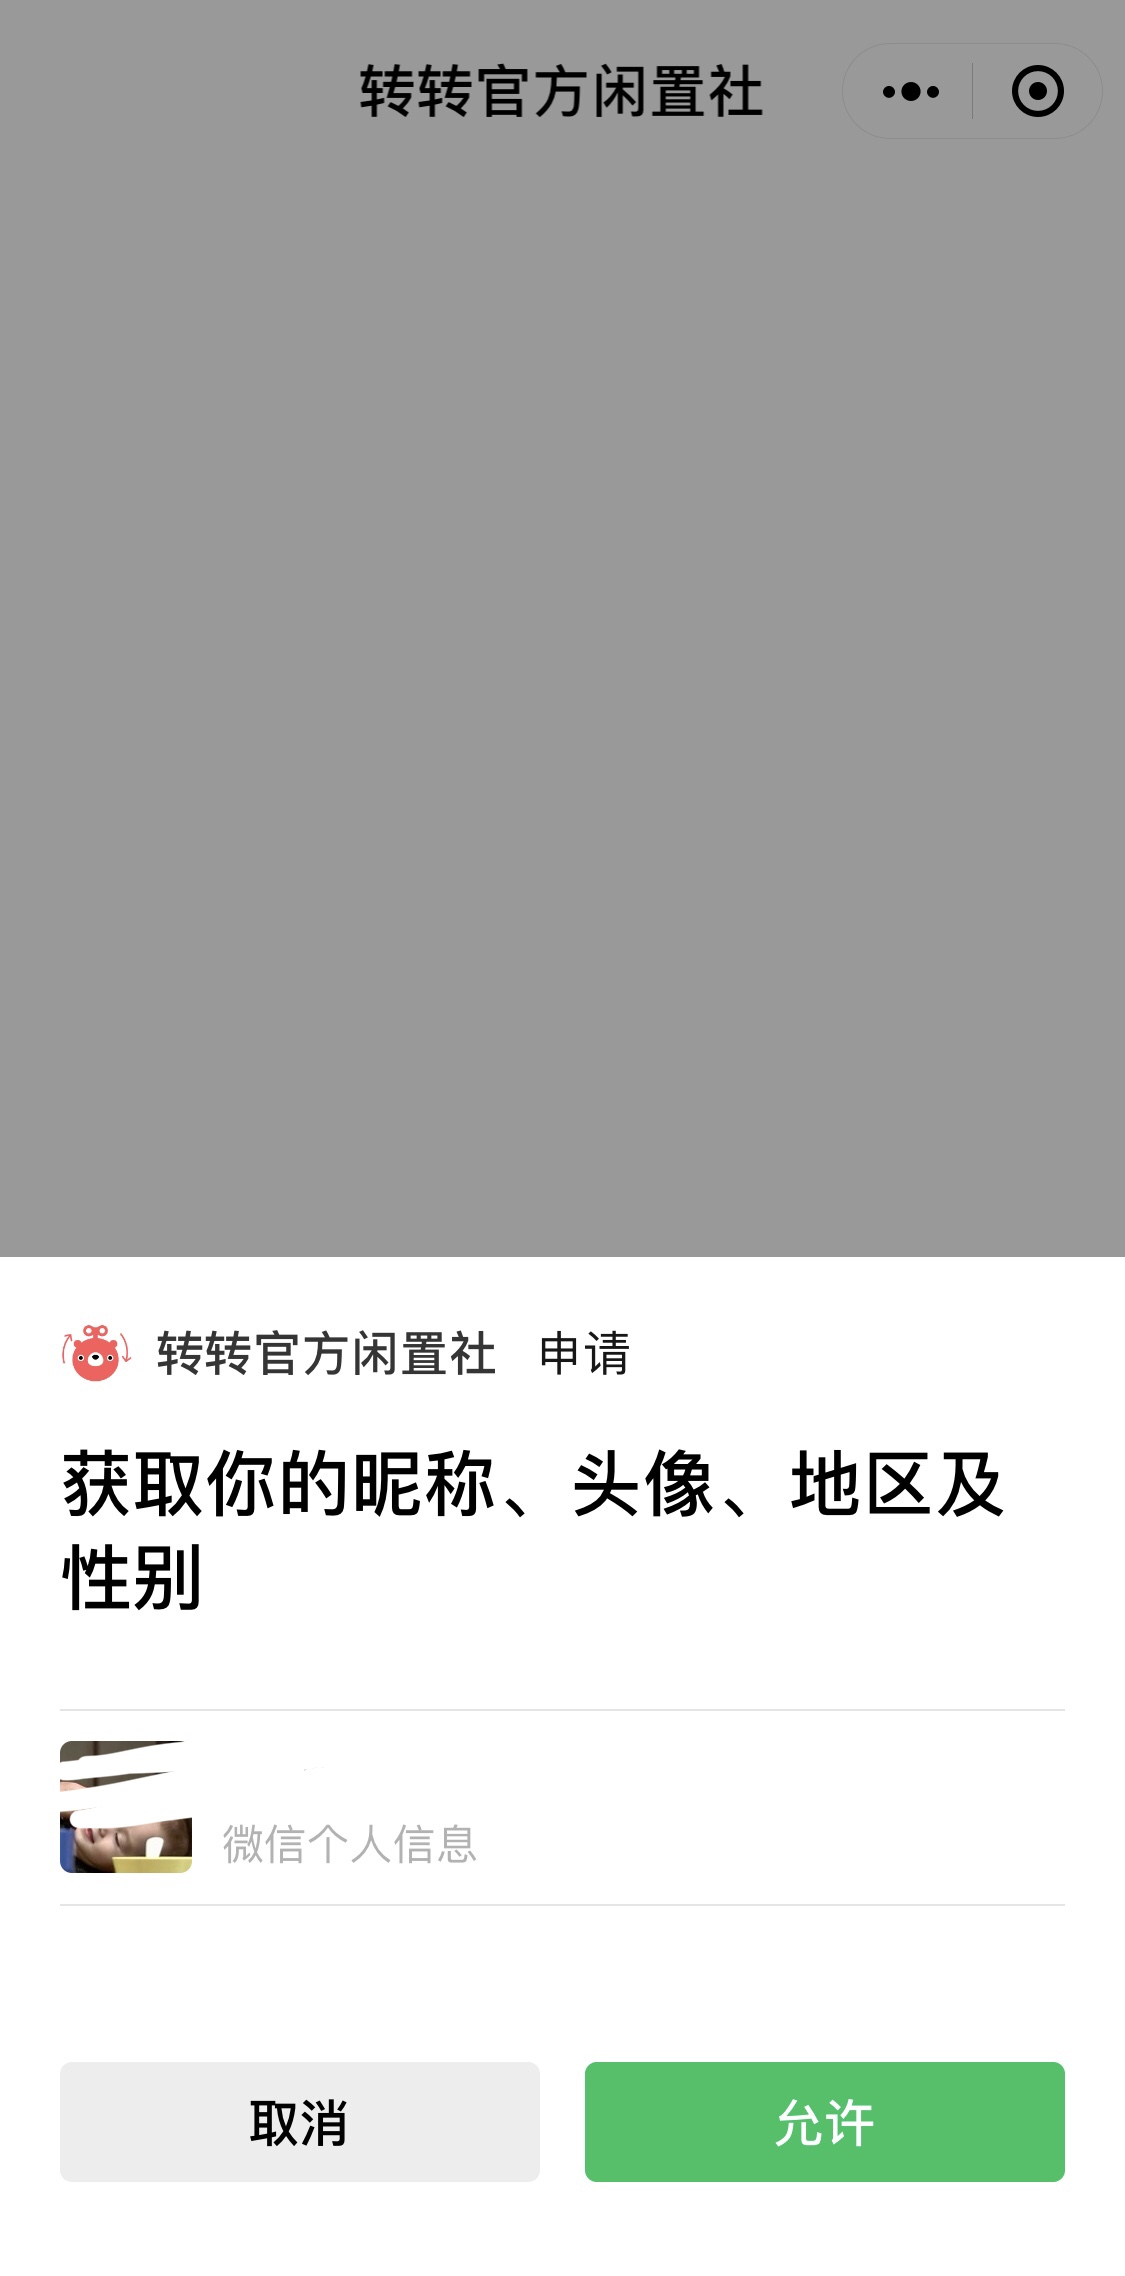 转转官方闲置社
转转官方闲置社 申请
获取你的昵称、头像、地区及
性别
微信个人信息
取消
允许